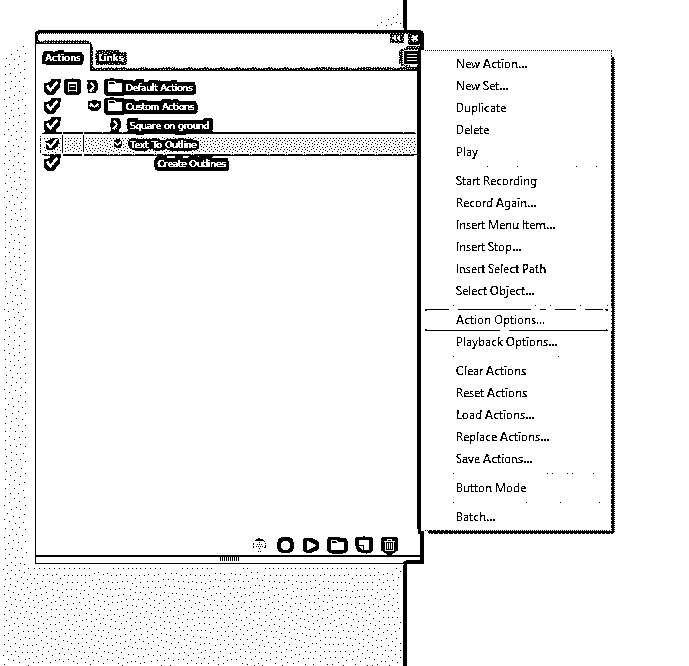 Actions Links
Default Actions
Custom Actions
Square on ground
Text To Outline
Create Outlines
New Action...
New Set...
Duplicate
Delete
Play
Start Recording
Record Again...
Insert Menu Item...
Insert Stop...
Insert Select Path
Select Object...
Action Options...
Playback Options...
Clear Actions
Reset Actions
Load Actions...
Replace Actions...
Save Actions...
Button Mode
Batch...